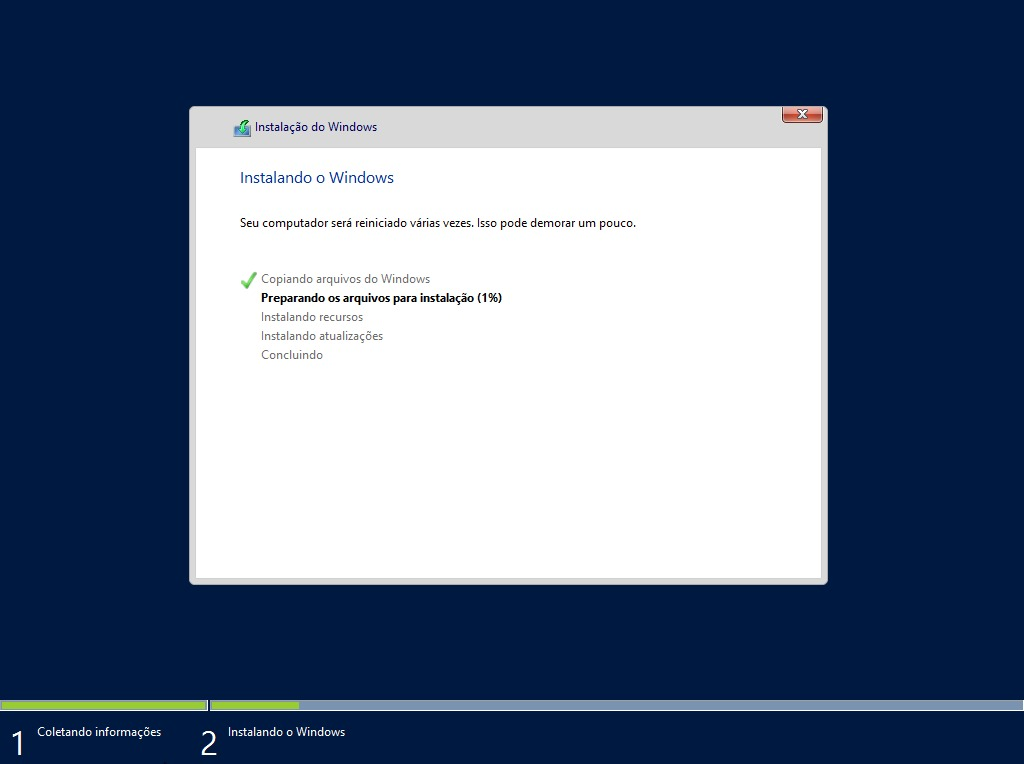 Instalação do Windows
Instalando o Windows
Seu computador será reiniciado várias vezes. Isso pode demorar um pouco.
Copiando arquivos do Windows
Preparando os arquivos para instalação (1%)
Instalando recursos
Instalando atualizações
Concluindo
1 Coletando informações
2 Instalando o Windows